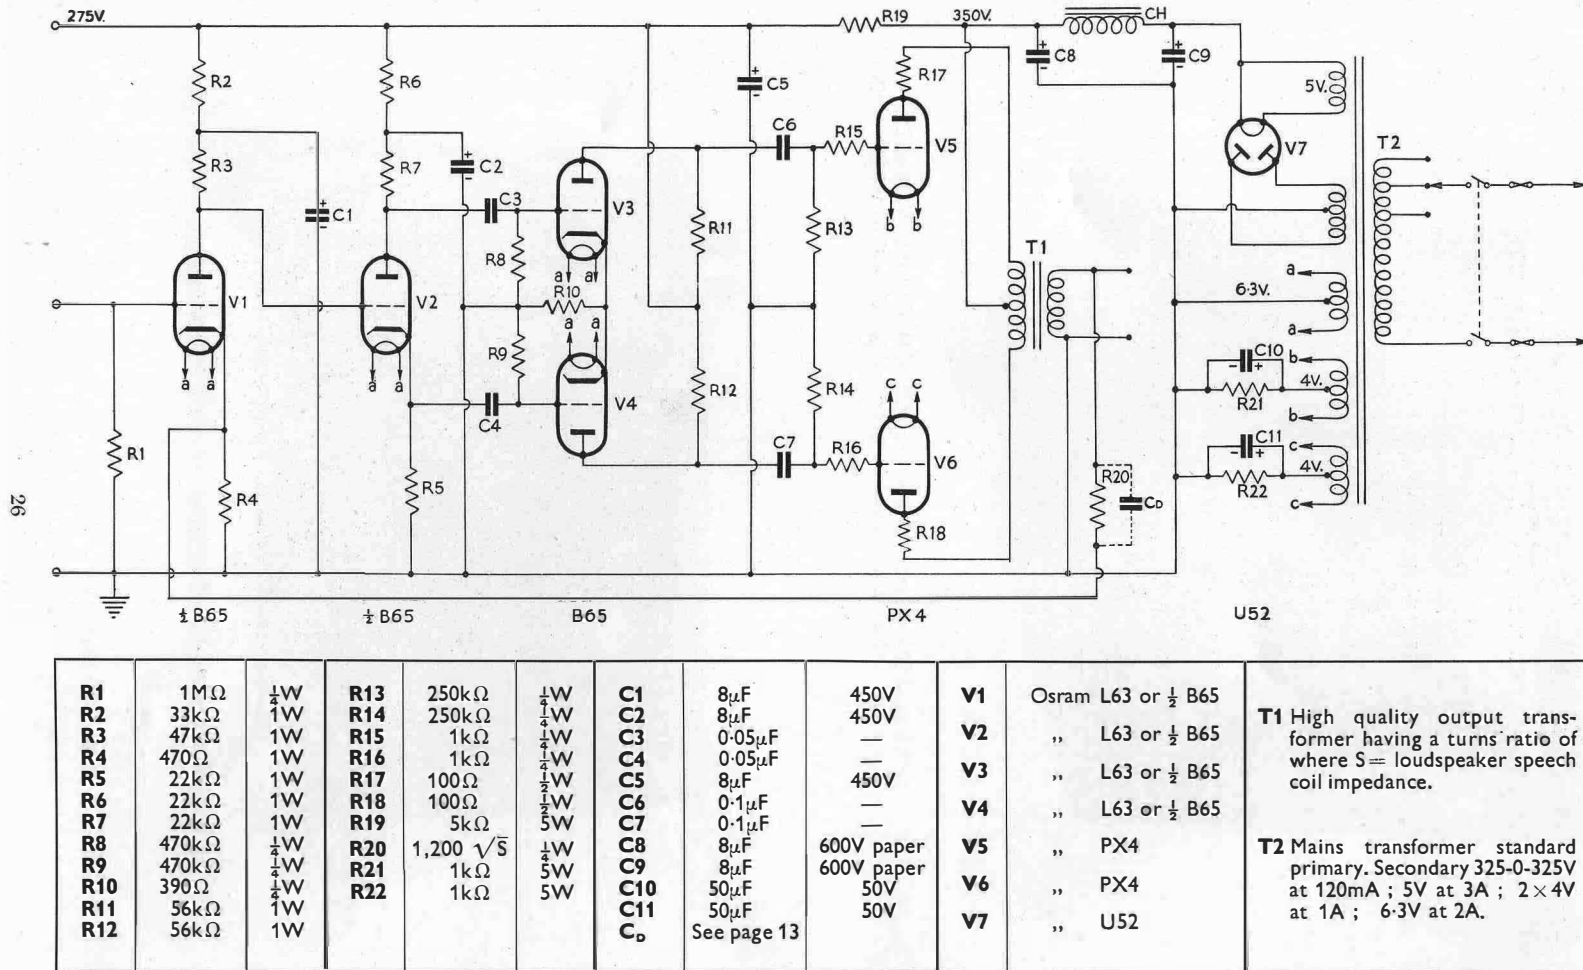 275V.
R19
350V.
CH
R2
R6
C5
R17
C8
C9
5V.
C6
R15
V5
V7
T2
R3
R7
C2
C3
V3
C1
R8
a a
R11
R13
b b
T1
V1
V2
R10
a
6·3V.
a
a a
a a
R9
a a
C4
V4
R12
R14
c c
C10
b
4V.
R21
b
R1
R4
R5
C7
R16
V6
R20
C11
c
4V.
R22
c
CD
R18
26
½ B65
½ B65
B65
PX4
U52
R1 1MΩ ¼W
R2 33kΩ 1W
R3 47kΩ 1W
R4 470Ω 1W
R5 22kΩ 1W
R6 22kΩ 1W
R7 22kΩ 1W
R8 470kΩ ¼W
R9 470kΩ ¼W
R10 390Ω ¼W
R11 56kΩ 1W
R12 56kΩ 1W
R13 250kΩ ¼W
R14 250kΩ ¼W
R15 1kΩ ¼W
R16 1kΩ ¼W
R17 100Ω ½W
R18 100Ω ½W
R19 5kΩ 5W
R20 1,200 √S ¼W
R21 1kΩ 5W
R22 1kΩ 5W
C1 8μF 450V
C2 8μF 450V
C3 0·05μF —
C4 0·05μF —
C5 8μF 450V
C6 0·1μF —
C7 0·1μF —
C8 8μF 600V paper
C9 8μF 600V paper
C10 50μF 50V
C11 50μF 50V
CD See page 13
V1 Osram L63 or ½ B65
V2 ,, L63 or ½ B65
V3 ,, L63 or ½ B65
V4 ,, L63 or ½ B65
V5 ,, PX4
V6 ,, PX4
V7 ,, U52
T1 High quality output trans-
former having a turns ratio of
where S= loudspeaker speech
coil impedance.
T2 Mains transformer standard
primary. Secondary 325-0-325V
at 120mA ; 5V at 3A ; 2×4V
at 1A ; 6·3V at 2A.